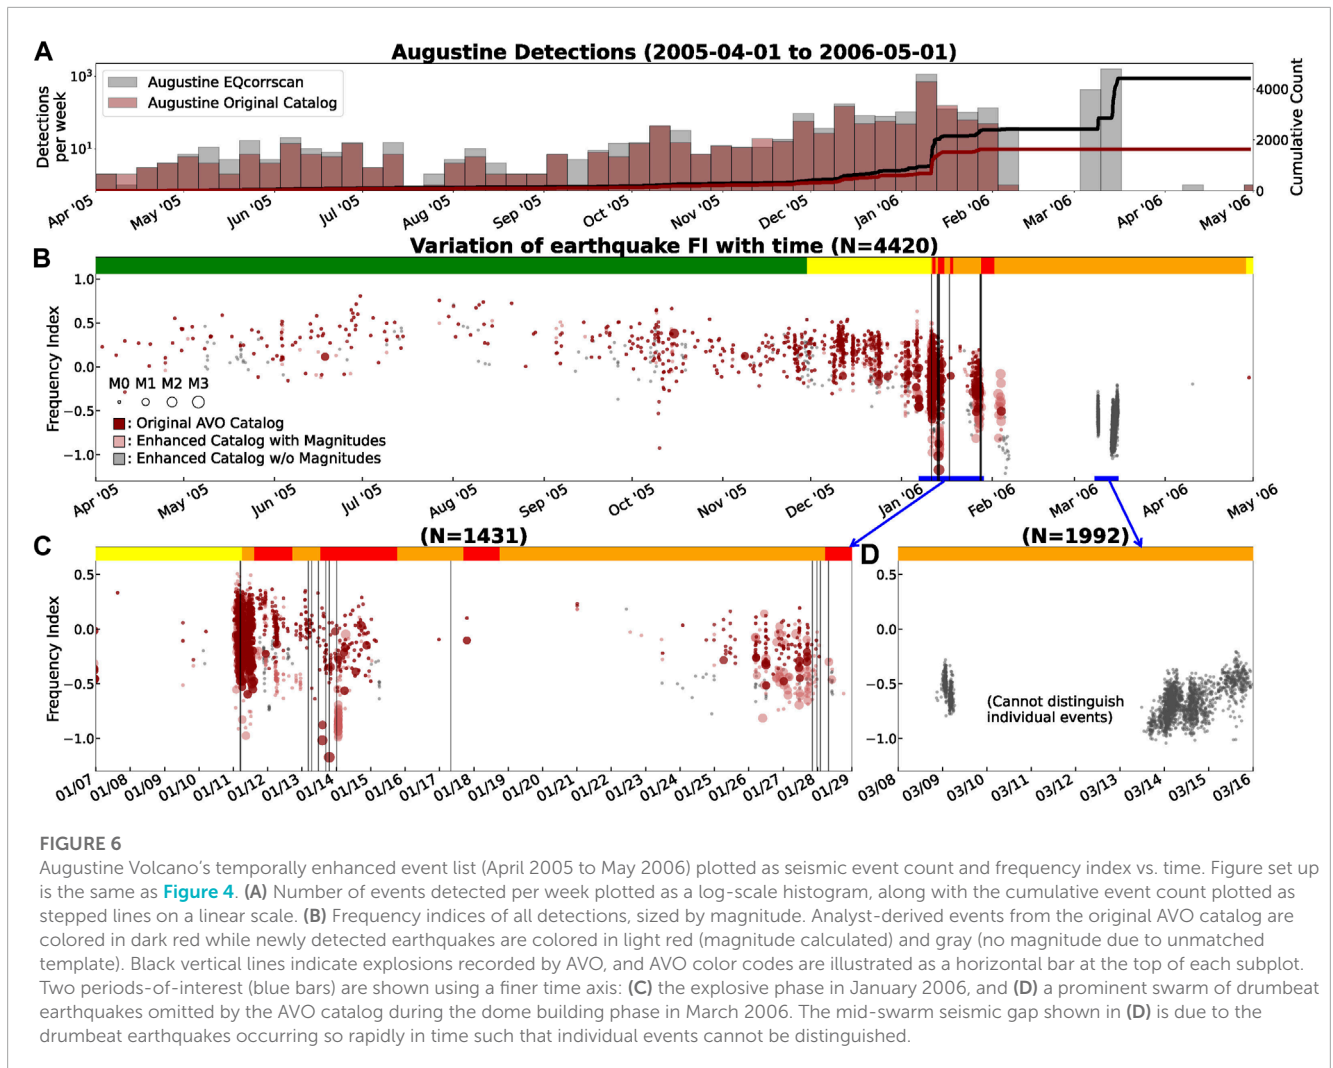 A
Augustine Detections (2005-04-01 to 2006-05-01)
Augustine EQcorrscan
Augustine Original Catalog
Detections
per week
10³
10¹
Cumulative Count
4000
2000
0
Apr '05 May '05 Jun '05 Jul '05 Aug '05 Sep '05 Oct '05 Nov '05 Dec '05 Jan '06 Feb '06 Mar '06 Apr '06 May '06
B
Variation of earthquake FI with time (N=4420)
Frequency Index
1.0
0.5
0.0
−0.5
−1.0
M0 M1 M2 M3
: Original AVO Catalog
: Enhanced Catalog with Magnitudes
: Enhanced Catalog w/o Magnitudes
Apr '05 May '05 Jun '05 Jul '05 Aug '05 Sep '05 Oct '05 Nov '05 Dec '05 Jan '06 Feb '06 Mar '06 Apr '06 May '06
C
(N=1431)
Frequency Index
0.5
0.0
−0.5
−1.0
01/07 01/08 01/09 01/10 01/11 01/12 01/13 01/14 01/15 01/16 01/17 01/18 01/19 01/20 01/21 01/22 01/23 01/24 01/25 01/26 01/27 01/28 01/29
D
(N=1992)
0.5
0.0
−0.5
−1.0
(Cannot distinguish
individual events)
03/08 03/09 03/10 03/11 03/12 03/13 03/14 03/15 03/16
FIGURE 6
Augustine Volcano's temporally enhanced event list (April 2005 to May 2006) plotted as seismic event count and frequency index vs. time. Figure set up
is the same as Figure 4. (A) Number of events detected per week plotted as a log-scale histogram, along with the cumulative event count plotted as
stepped lines on a linear scale. (B) Frequency indices of all detections, sized by magnitude. Analyst-derived events from the original AVO catalog are
colored in dark red while newly detected earthquakes are colored in light red (magnitude calculated) and gray (no magnitude due to unmatched
template). Black vertical lines indicate explosions recorded by AVO, and AVO color codes are illustrated as a horizontal bar at the top of each subplot.
Two periods-of-interest (blue bars) are shown using a finer time axis: (C) the explosive phase in January 2006, and (D) a prominent swarm of drumbeat
earthquakes omitted by the AVO catalog during the dome building phase in March 2006. The mid-swarm seismic gap shown in (D) is due to the
drumbeat earthquakes occurring so rapidly in time such that individual events cannot be distinguished.